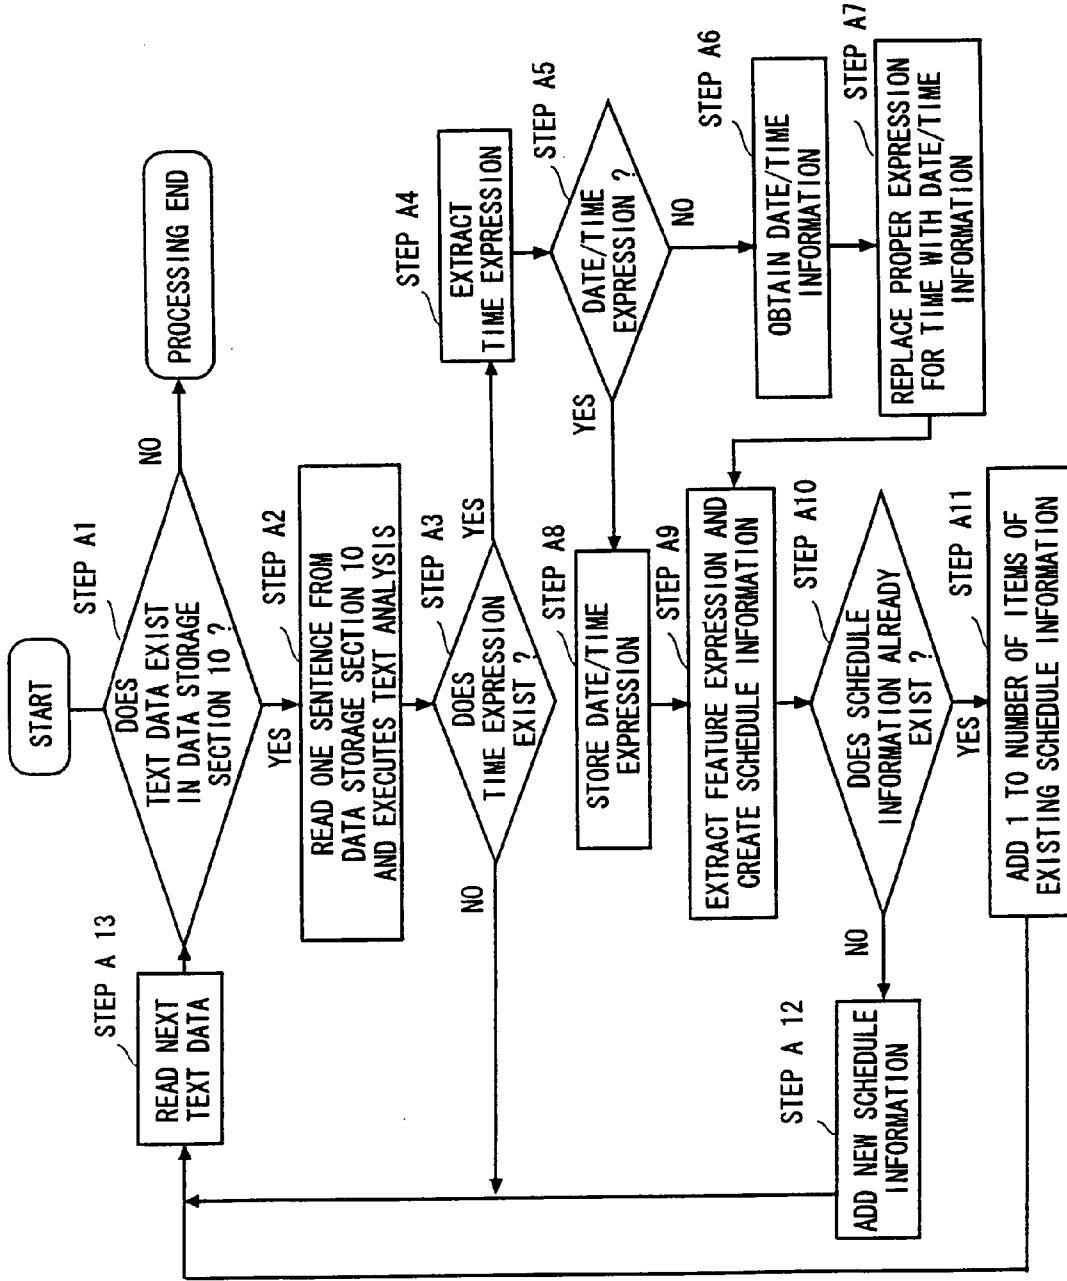 START
STEP A1
DOES
TEXT DATA EXIST
IN DATA STORAGE
SECTION 10 ?
NO
PROCESSING END
YES
STEP A 13
READ NEXT
TEXT DATA
STEP A2
READ ONE SENTENCE FROM
DATA STORAGE SECTION 10
AND EXECUTES TEXT ANALYSIS
STEP A3
DOES
TIME EXPRESSION
EXIST ?
YES
NO
STEP A4
EXTRACT
TIME EXPRESSION
STEP A5
DATE/TIME
EXPRESSION ?
YES
NO
STEP A6
OBTAIN DATE/TIME
INFORMATION
STEP A7
REPLACE PROPER EXPRESSION
FOR TIME WITH DATE/TIME
INFORMATION
STEP A8
STORE DATE/TIME
EXPRESSION
STEP A9
EXTRACT FEATURE EXPRESSION AND
CREATE SCHEDULE INFORMATION
STEP A10
DOES SCHEDULE
INFORMATION ALREADY
EXIST ?
NO
YES
STEP A11
ADD 1 TO NUMBER OF ITEMS OF
EXISTING SCHEDULE INFORMATION
STEP A 12
ADD NEW SCHEDULE
INFORMATION